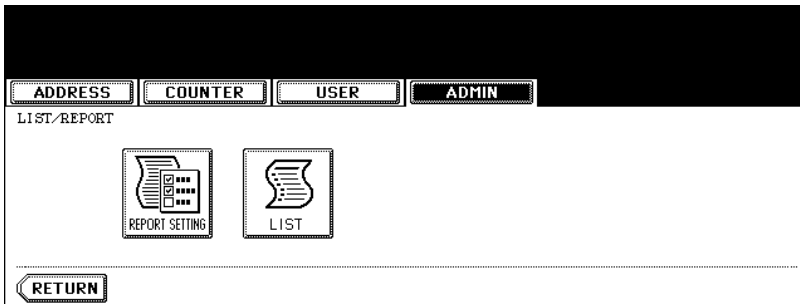 ADDRESS COUNTER USER ADMIN
LIST/REPORT
REPORT SETTING LIST
RETURN